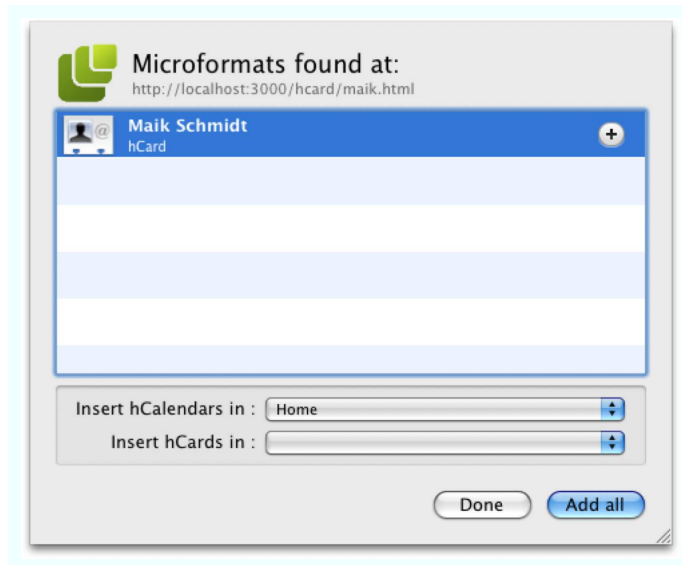 Microformats found at:
http://localhost:3000/hcard/maik.html
Maik Schmidt
hCard
Insert hCalendars in : Home
Insert hCards in :
Done Add all